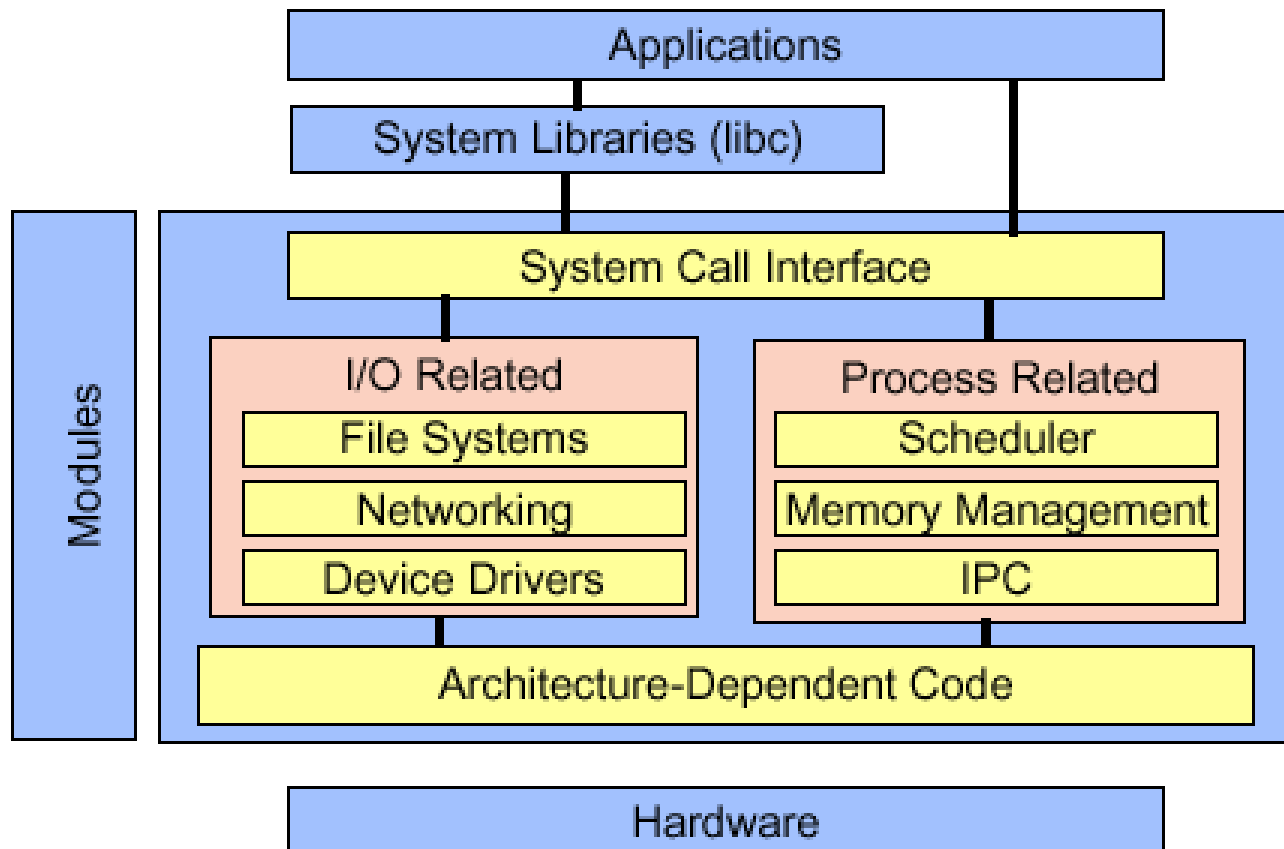 Applications
System Libraries (libc)
System Call Interface
Modules
I/O Related
File Systems
Networking
Device Drivers
Process Related
Scheduler
Memory Management
IPC
Architecture-Dependent Code
Hardware